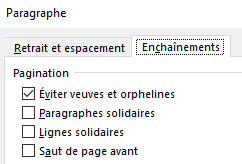 Paragraphe
Retrait et espacement Enchaînements
Pagination
Éviter veuves et orphelines
Paragraphes solidaires
Lignes solidaires
Saut de page avant